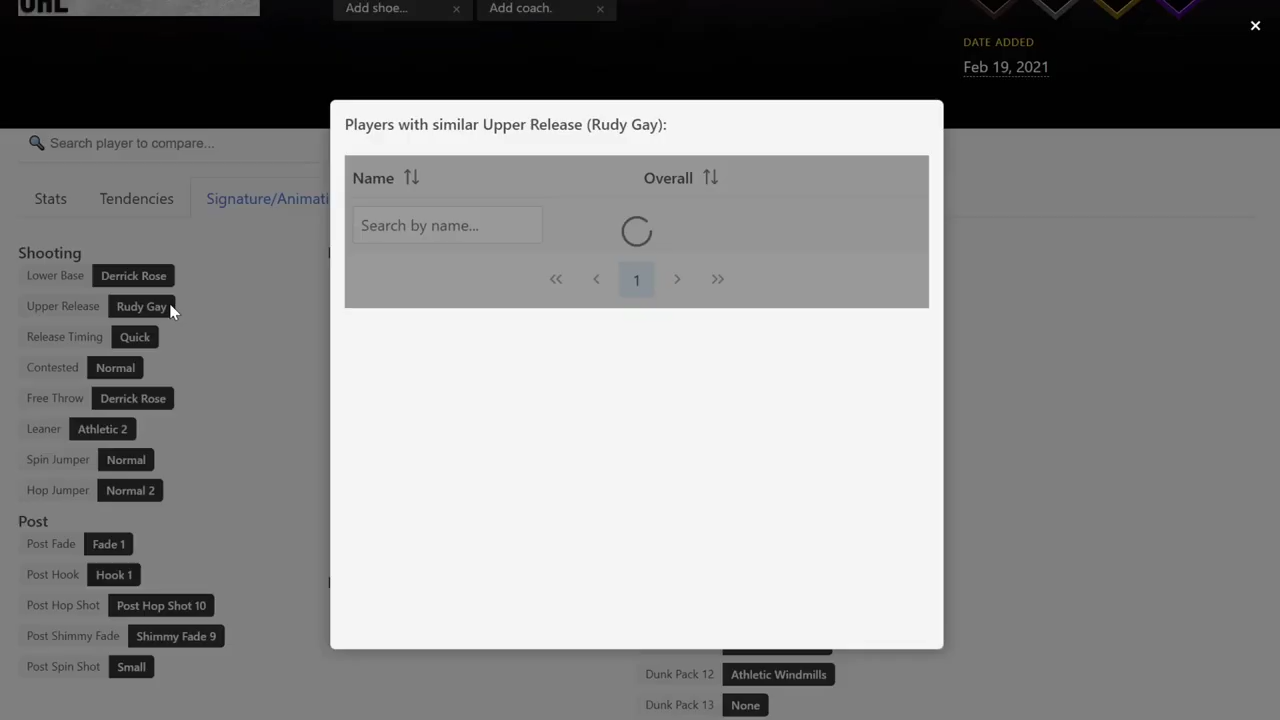 Add shoe... ×
Add coach. ×
DATE ADDED
Feb 19, 2021
Search player to compare...
Stats
Tendencies
Signature/Animati
Shooting
Lower Base Derrick Rose
Upper Release Rudy Gay
Release Timing Quick
Contested Normal
Free Throw Derrick Rose
Leaner Athletic 2
Spin Jumper Normal
Hop Jumper Normal 2
Post
Post Fade Fade 1
Post Hook Hook 1
Post Hop Shot Post Hop Shot 10
Post Shimmy Fade Shimmy Fade 9
Post Spin Shot Small
Players with similar Upper Release (Rudy Gay):
Name
Overall
Search by name...
1
Dunk Pack 12 Athletic Windmills
Dunk Pack 13 None